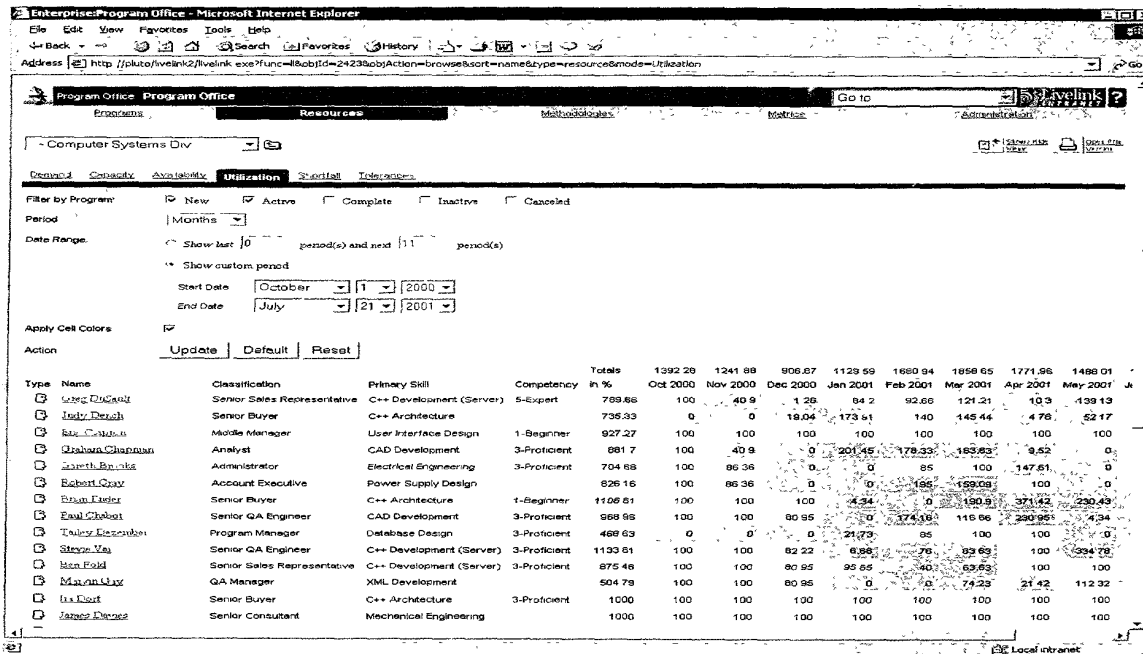 Enterprise:Program Office - Microsoft Internet Explorer
File Edit View Favorites Tools Help
Back Search Favorites History
Address http://pluto/livelink2/livelink.exe?func=ll&objId=2423&objAction=browse&sort=name&type=resource&mode=Utilization Go
Program Office Program Office Go to Livelink ?
Programs Resources Methodologies Metrics Administration
- Computer Systems Div
Demand Capacity Availability Utilization Shortfall Tolerances
Filter by Program: New Active Complete Inactive Canceled
Period Months
Date Range: Show last 0 period(s) and next 11 period(s)
Show custom period
Start Date October 1 2000
End Date July 21 2001
Apply Cell Colors
Action Update Default Reset
Totals 1392 28 1241 88 906.87 1123 59 1680 94 1858 65 1771.96 1488 01
Type Name Classification Primary Skill Competency in % Oct 2000 Nov 2000 Dec 2000 Jan 2001 Feb 2001 Mar 2001 Apr 2001 May 2001
Senior Sales Representative C++ Development (Server) 5-Expert 789.66 100 40 9 1 26 84 2 92.66 121.21 10.3 139 13
Judy Dench Senior Buyer C++ Architecture 735.33 0 0 19.04 173 91 140 145 44 4 76 52 17
Middle Manager User Interface Design 1-Beginner 927.27 100 100 100 100 100 100 100 100
Graham Chapman Analyst CAD Development 3-Proficient 881 7 100 40 9 0 201.45 178.33 183.63 9.52 0
Administrator Electrical Engineering 3-Proficient 704 68 100 86 36 0 0 85 100 147.61 0
Robert Gray Account Executive Power Supply Design 826 16 100 86 36 0 0 195 159.09 100 0
Senior Buyer C++ Architecture 1-Beginner 1106 81 100 100 100 4.34 0 190.9 371.42 230.43
Paul Chabot Senior QA Engineer CAD Development 3-Proficient 968 96 100 100 80 95 0 174.16 116 66 230 95 4,34
Program Manager Database Design 3-Proficient 468 63 0 0 0 21.73 85 100 100 0
Steve Vai Senior QA Engineer C++ Development (Server) 3-Proficient 1133 61 100 100 82 22 76 83 63 100 334 78
Ben Fold Senior Sales Representative C++ Development (Server) 3-Proficient 875 46 100 100 80 95 95 65 40 63.63 100 100
QA Manager XML Development 504 79 100 100 80 95 0 0 74.23 21 42 112 32
Senior Buyer C++ Architecture 3-Proficient 1000 100 100 100 100 100 100 100 100
James Senior Consultant Mechanical Engineering 1000 100 100 100 100 100 100 100 100
Local intranet